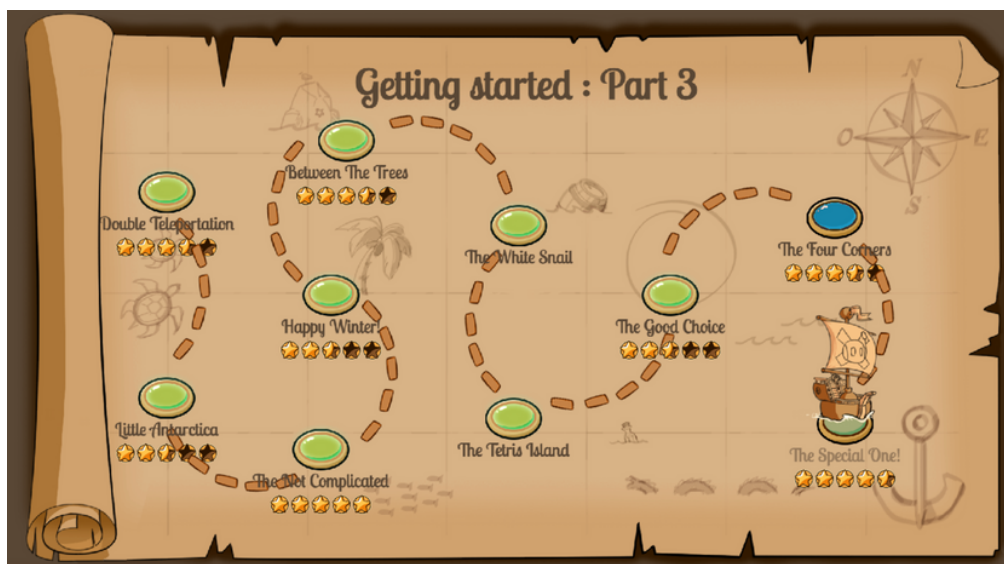 Getting started : Part 3
N
O
E
S
Between The Trees
Double Teleportation
The White Snail
The Four Corners
Happy Winter!
The Good Choice
Little Antarctica
The Not Complicated
The Tetris Island
The Special One!